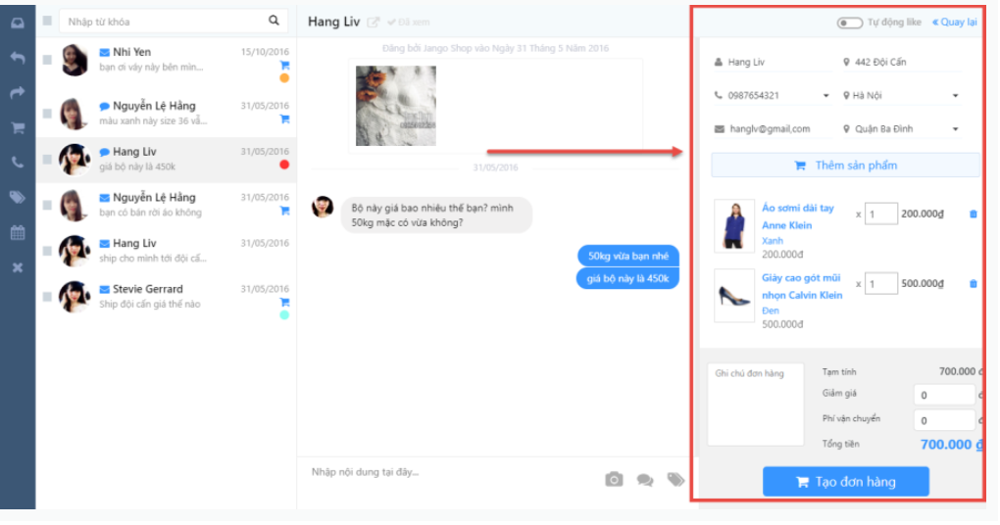 Nhập từ khóa
Nhi Yen
15/10/2016
bạn ơi váy này bên mìn...
Nguyễn Lệ Hằng
31/05/2016
màu xanh này size 36 vẫ...
Hang Liv
31/05/2016
giá bộ này là 450k
Nguyễn Lệ Hằng
31/05/2016
bạn có bán rời áo không
Hang Liv
31/05/2016
ship cho mình tới đội cấ...
Stevie Gerrard
31/05/2016
Ship đội cấn giá thế nào
Hang Liv
Đã xem
Đăng bởi Jango Shop vào Ngày 31 Tháng 5 Năm 2016
31/05/2016
Bộ này giá bao nhiêu thế bạn? mình
50kg mặc có vừa không?
50kg vừa bạn nhé
giá bộ này là 450k
Nhập nội dung tại đây...
Tự động like
« Quay lại
Hang Liv
442 Đội Cấn
0987654321
Hà Nội
hanglv@gmail,com
Quận Ba Đình
Thêm sản phẩm
Áo sơmi dài tay
Anne Klein
x 1
200.000₫
Xanh
200.000đ
Giày cao gót mũi
nhọn Calvin Klein
x 1
500.000₫
Đen
500.000đ
Ghi chú đơn hàng
Tạm tính
700.000 đ
Giảm giá
0
đ
Phí vận chuyển
0
đ
Tổng tiền
700.000 ₫
Tạo đơn hàng